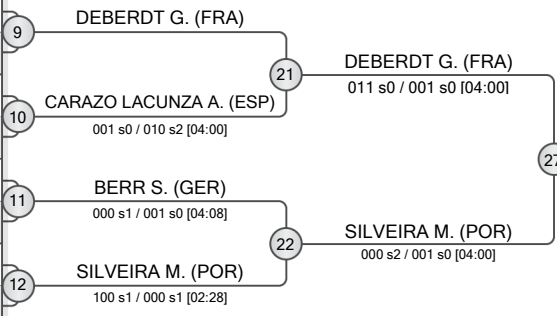 DEBERDT G. (FRA)
9
21
DEBERDT G. (FRA)
011 s0 / 001 s0 [04:00]
10
CARAZO LACUNZA A. (ESP)
001 s0 / 010 s2 [04:00]
27
11
BERR S. (GER)
000 s1 / 001 s0 [04:08]
22
SILVEIRA M. (POR)
000 s2 / 001 s0 [04:00]
12
SILVEIRA M. (POR)
100 s1 / 000 s1 [02:28]